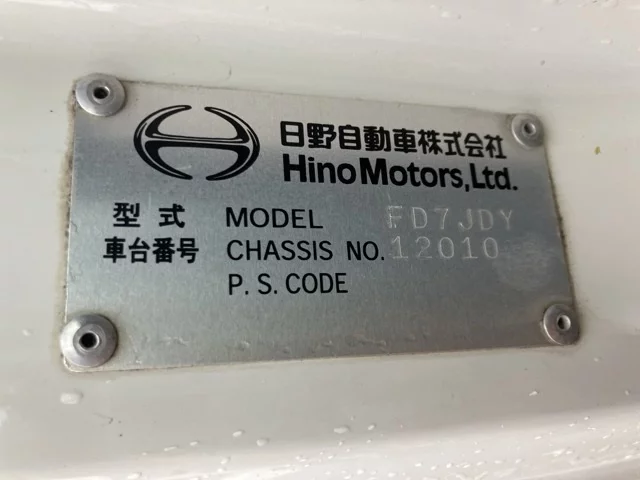 日野自動車株式会社
Hino Motors, Ltd.
型式 MODEL FD7JDY
車台番号 CHASSIS NO. 12010
P. S. CODE